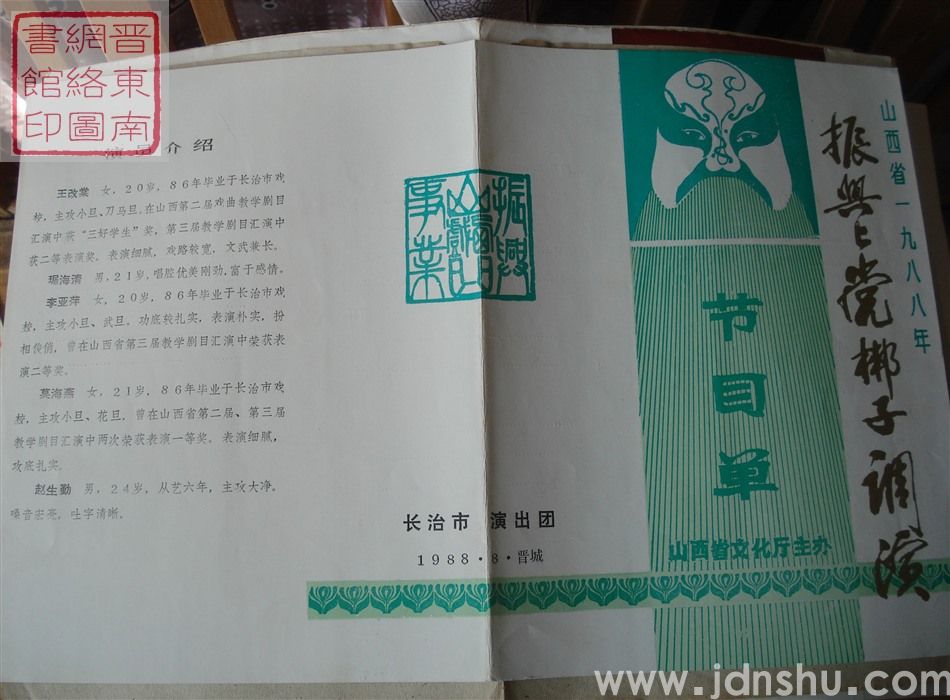 晋东南
网络图
书馆印
演员介绍
王改棠 女，20岁，86年毕业于长治市戏
校，主攻小旦、刀马旦。在山西第二届戏曲教学剧目
汇演中获“三好学生”奖，第三届教学剧目汇演中
获二等表演奖。表演细腻，戏路较宽，文武兼长。
琚海清 男，21岁，唱腔优美刚劲，富于感情。
李亚萍 女，20岁，86年毕业于长治市戏
校，主攻小旦、武旦。功底较扎实，表演朴实，扮
相俊俏，曾在山西省第三届教学剧目汇演中荣获表
演二等奖。
莫海燕 女，21岁，86年毕业于长治市戏
校，主攻小旦、花旦，曾在山西省第二届、第三届
教学剧目汇演中两次荣获表演一等奖。表演细腻，
功底扎实。
赵生勤 男，24岁，从艺六年，主攻大净。
嗓音宏亮，吐字清晰。
振兴
事业
长治市 演出团
1988·8·晋城
山西省一九八八年
振兴上党梆子调演
节目单
山西省文化厅主办
www.jdnshu.com